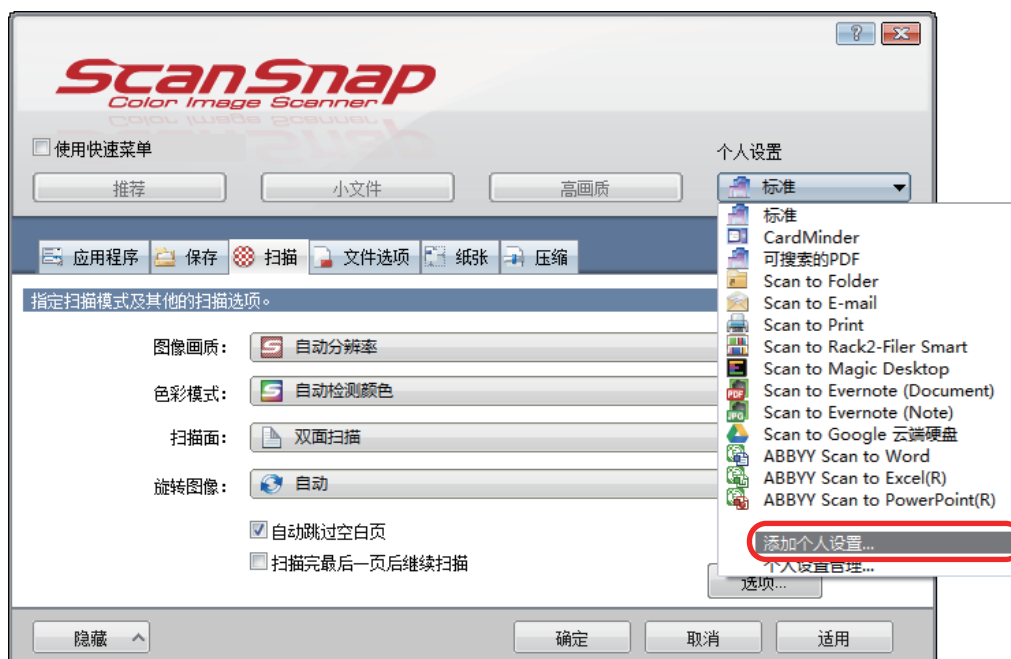 ScanSnap
Color Image Scanner
使用快速菜单
个人设置
推荐
小文件
高画质
标准
标准
CardMinder
可搜索的PDF
Scan to Folder
Scan to E-mail
Scan to Print
Scan to Rack2-Filer Smart
Scan to Magic Desktop
Scan to Evernote (Document)
Scan to Evernote (Note)
Scan to Google 云端硬盘
ABBYY Scan to Word
ABBYY Scan to Excel(R)
ABBYY Scan to PowerPoint(R)
添加个人设置...
个人设置管理...
应用程序
保存
扫描
文件选项
纸张
压缩
指定扫描模式及其他的扫描选项。
图像画质：
自动分辨率
色彩模式：
自动检测颜色
扫描面：
双面扫描
旋转图像：
自动
自动跳过空白页
扫描完最后一页后继续扫描
选项...
隐藏
确定
取消
适用